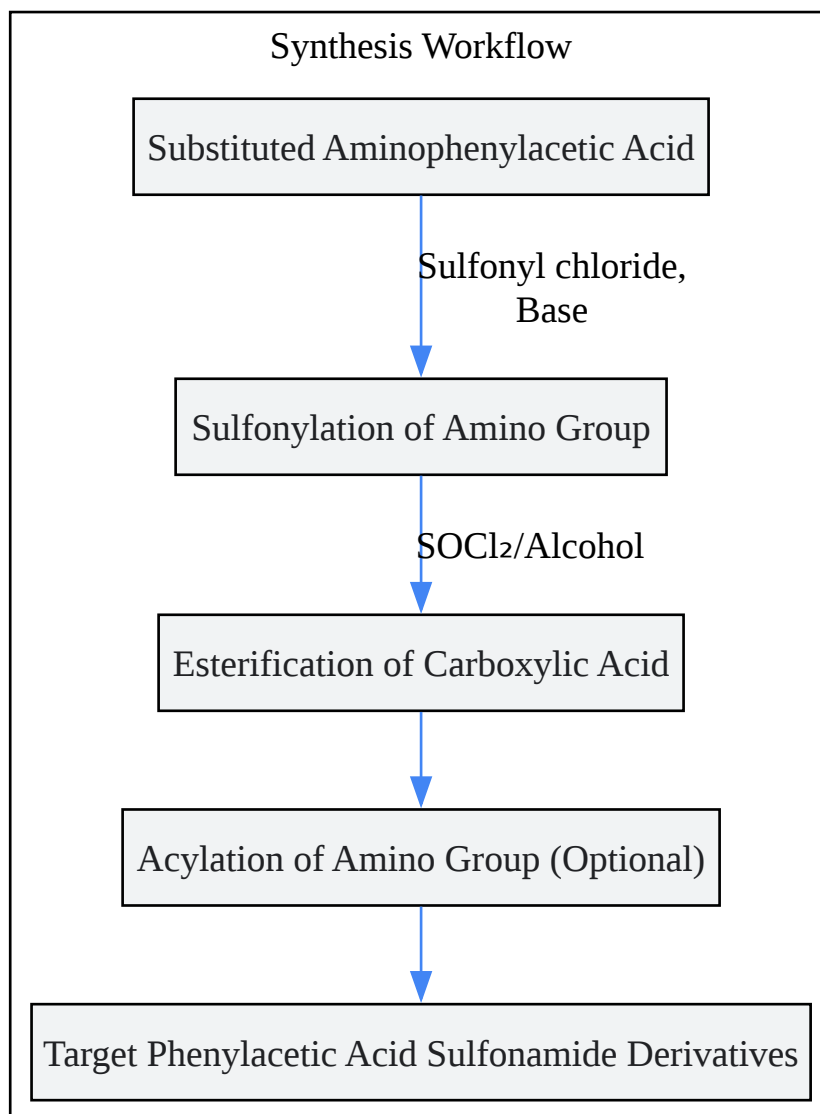 Synthesis Workflow
Substituted Aminophenylacetic Acid
Sulfonyl chloride,
Base
Sulfonylation of Amino Group
SOCl₂/Alcohol
Esterification of Carboxylic Acid
Acylation of Amino Group (Optional)
Target Phenylacetic Acid Sulfonamide Derivatives